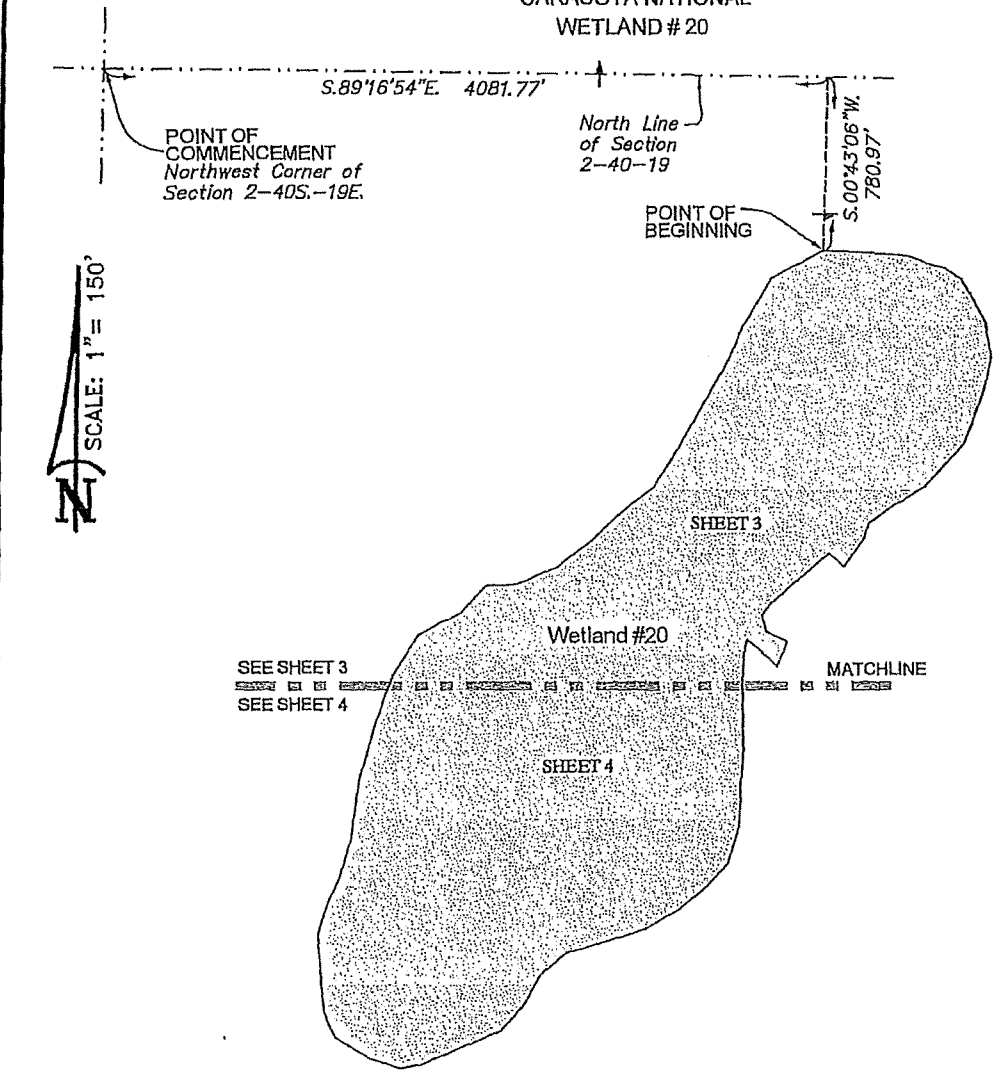 WETLAND # 20
S.89°16'54"E. 4081.77'
POINT OF
COMMENCEMENT
Northwest Corner of
Section 2-40S.-19E.
North Line
of Section
2-40-19
S.00°43'06"W.
780.97'
POINT OF
BEGINNING
SCALE: 1"= 150'
N
SHEET 3
Wetland #20
SEE SHEET 3
MATCHLINE
SEE SHEET 4
SHEET 4